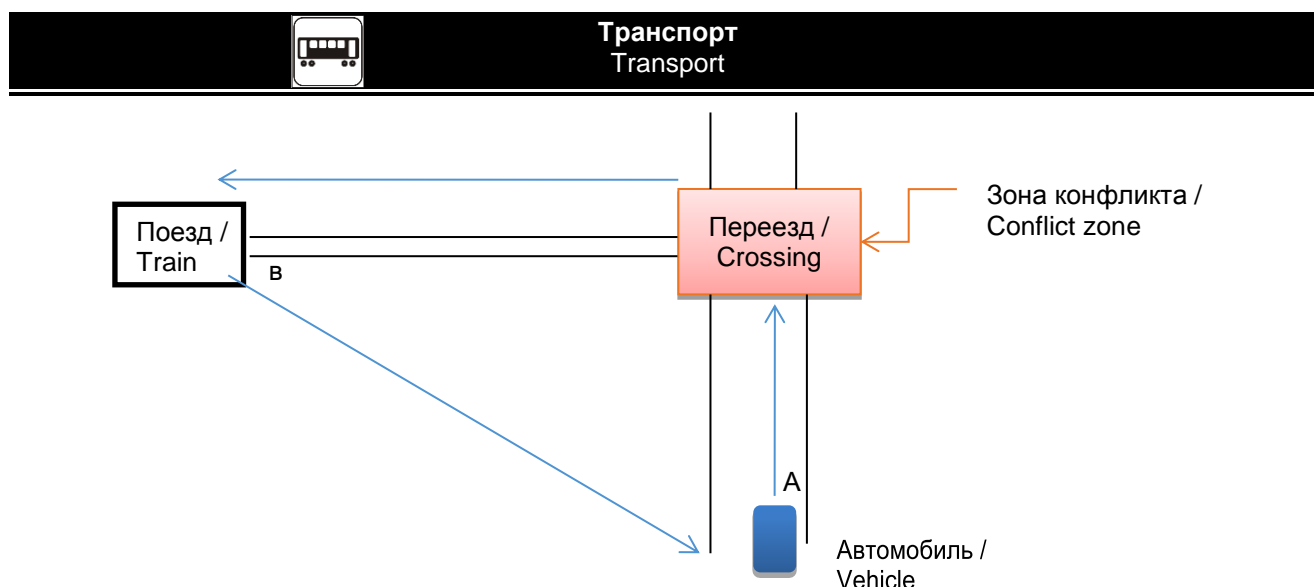 Транспорт
Transport
Зона конфликта /
Conflict zone
Поезд /
Train
Переезд /
Crossing
в
А
Автомобиль /
Vehicle